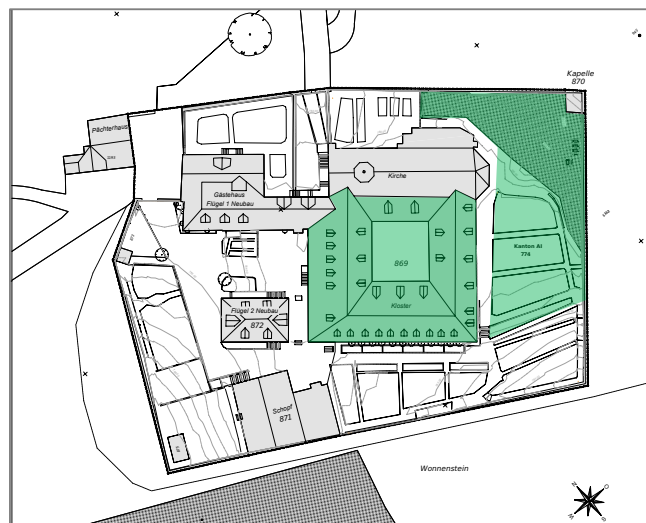 Kapelle
870
Pächterhaus
Kirche
Gästehaus
Flügel 1 Neubau
Kanton AI
774
869
Kloster
Flügel 2 Neubau
872
Schopf
871
Wonnenstein